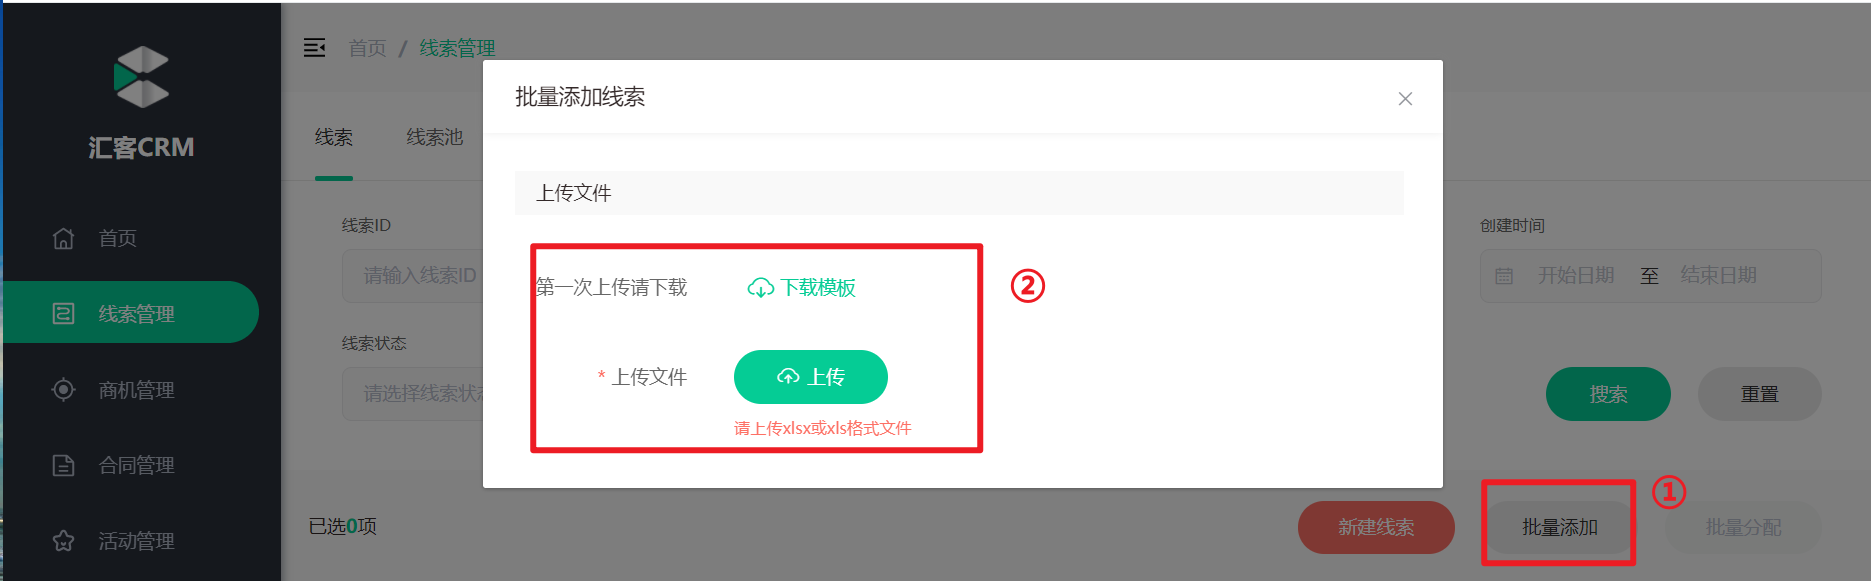 首页 / 线索管理
汇客CRM
首页
线索管理
商机管理
合同管理
活动管理
线索
线索池
线索ID
请输入线索ID
线索状态
请选择线索状态
批量添加线索
上传文件
第一次上传请下载
下载模板
* 上传文件
上传
请上传xlsx或xls格式文件
②
创建时间
开始日期 至 结束日期
搜索
重置
已选0项
新建线索
批量添加
①
批量分配